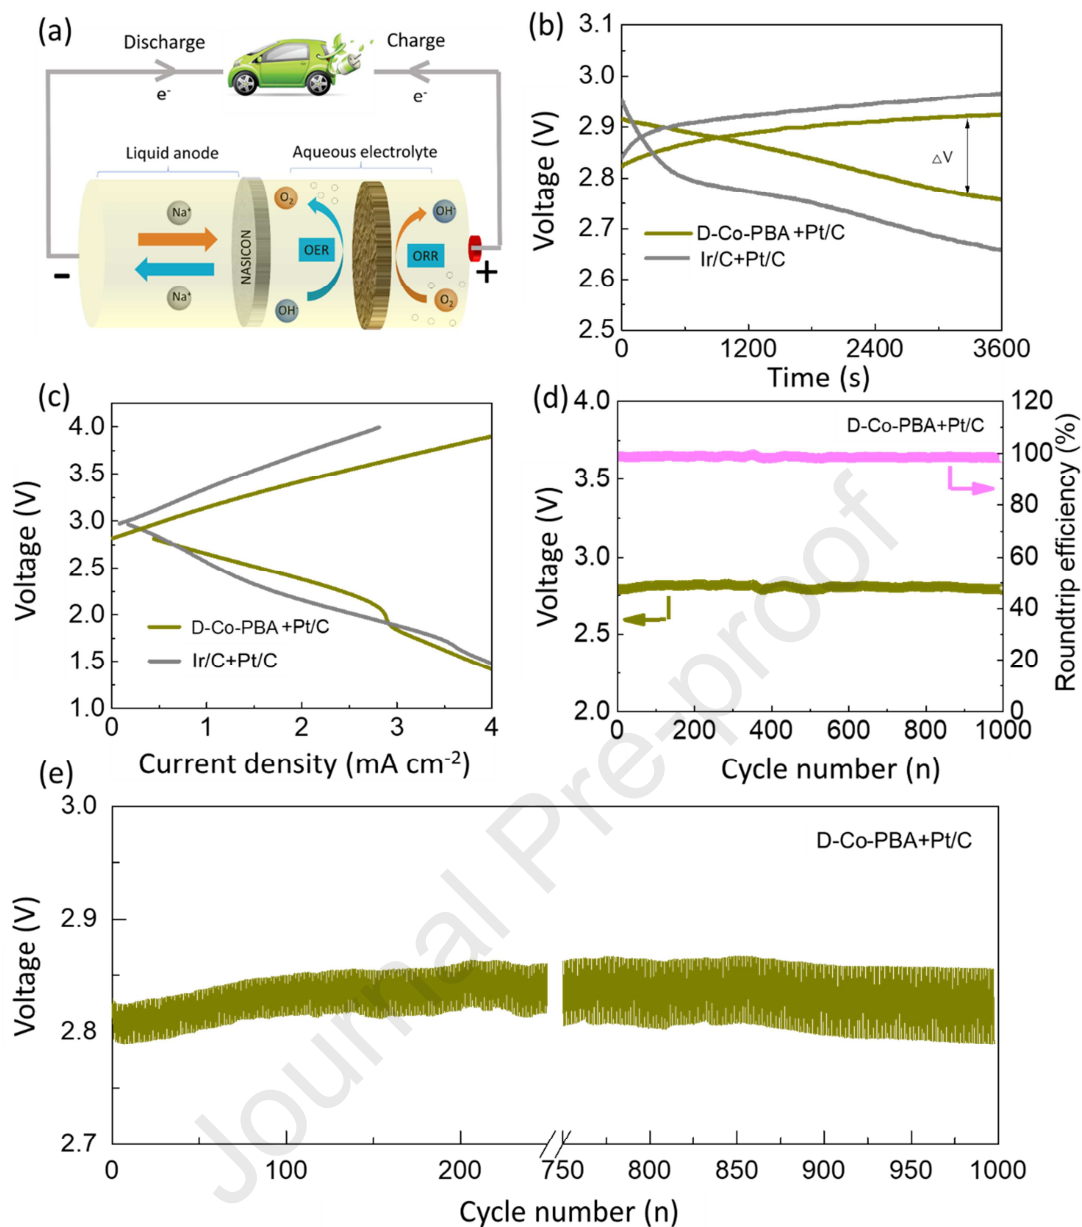 (a)
Discharge
Charge
e-
e-
Liquid anode
Aqueous electrolyte
Na+
O2
OH-
NASICON
OER
ORR
-
+
Na+
OH-
O2
(b)
3.1
3.0
2.9
2.8
2.7
2.6
2.5
Voltage (V)
△V
D-Co-PBA+Pt/C
Ir/C+Pt/C
0 1200 2400 3600
Time (s)
(c)
4.0
3.5
3.0
2.5
2.0
1.5
1.0
Voltage (V)
D-Co-PBA+Pt/C
Ir/C+Pt/C
0 1 2 3 4
Current density (mA cm-2)
(d)
4.0
3.5
3.0
2.5
2.0
Voltage (V)
D-Co-PBA+Pt/C
120
100
80
60
40
20
0
Roundtrip efficiency (%)
0 200 400 600 800 1000
Cycle number (n)
(e)
3.0
2.9
2.8
2.7
Voltage (V)
D-Co-PBA+Pt/C
0 100 200 750 800 850 900 950 1000
Cycle number (n)
Journal Pre-proof